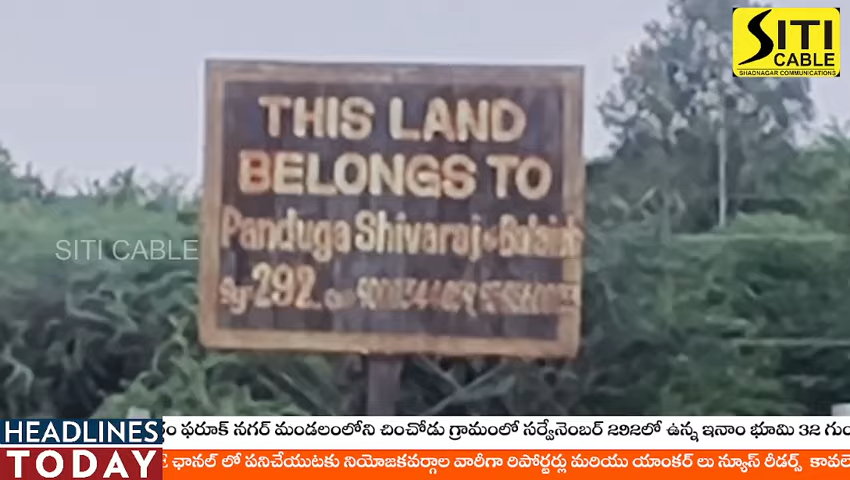 SITI
CABLE
SHADNAGAR COMMUNICATIONS
THIS LAND
BELONGS TO
Panduga Shivaraj
SITI CABLE
292
ఫరూక్ నగర్ మండలంలోని చించోడు గ్రామంలో సర్వేనెంబర్ 292లో ఉన్న ఇనాం భూమి 32
HEADLINES
TODAY
ఛానల్ లో పనిచేయుటకు నియోజకవర్గాల వారీగా రిపోర్టర్లు మరియు యాంకర్ లు న్యూస్ రీడర్స్